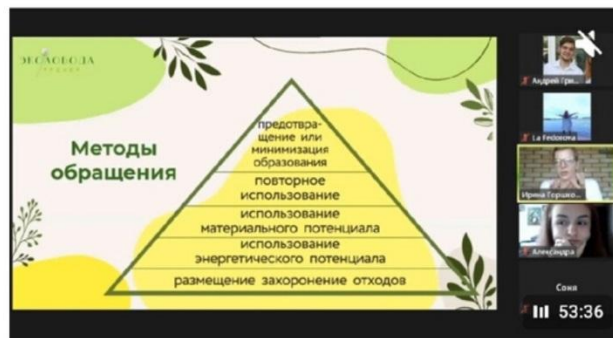 ЭКОЛОБОДА
Методы
обращения
предотвра-
щение или
минимизация
образования
повторное
использование
использование
материального потенциала
использование
энергетического потенциала
размещение захоронение отходов
Андрей Гри...
La Fedorova
Ирина Горшко...
Александра
Соня
53:36